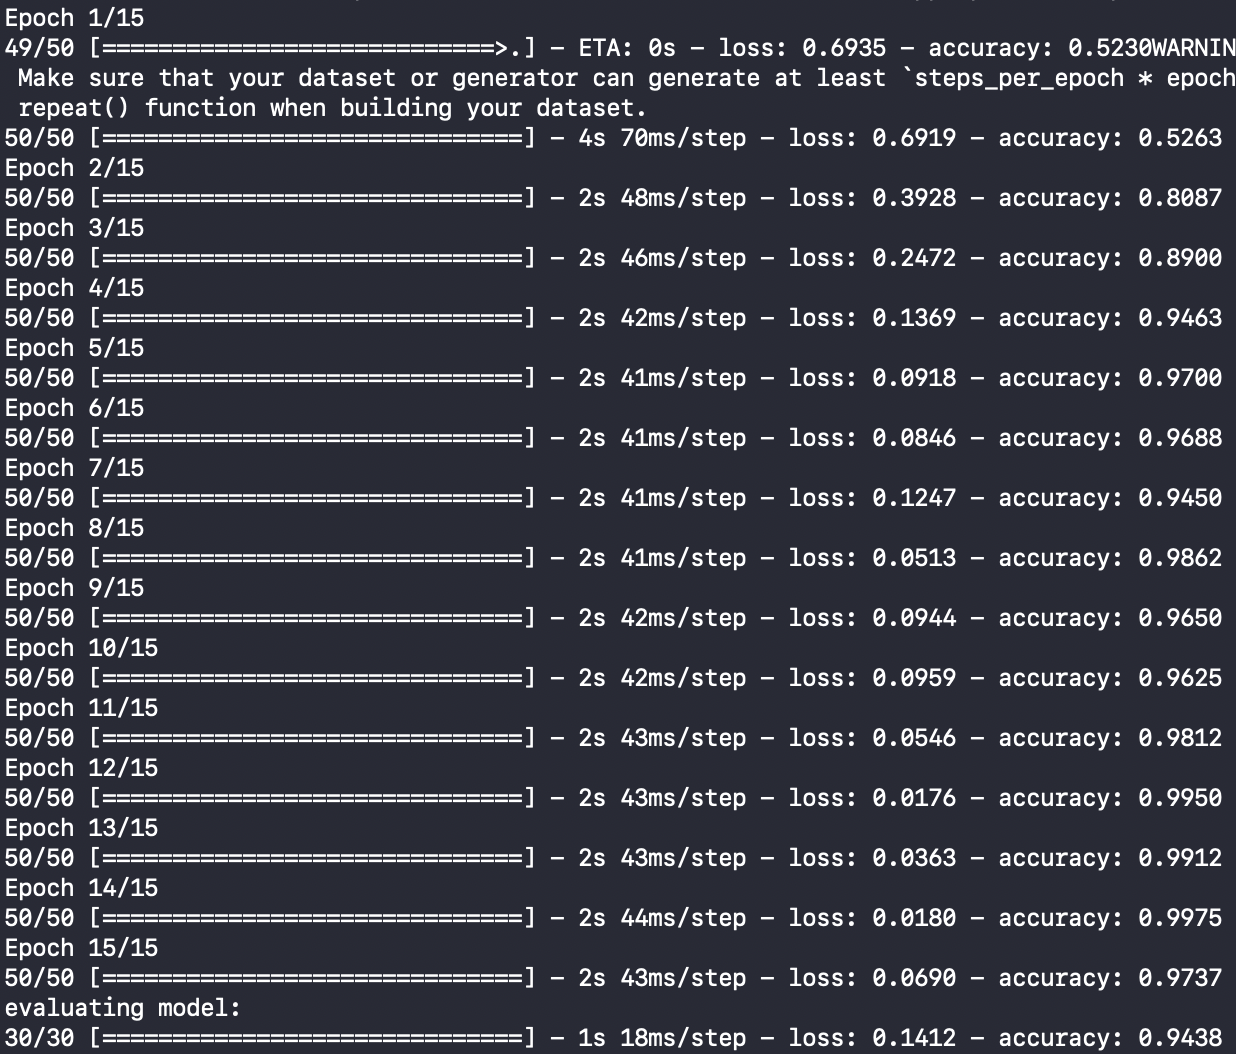 Epoch 1/15
49/50 [============================>.] - ETA: 0s - loss: 0.6935 - accuracy: 0.5230WARNIN
Make sure that your dataset or generator can generate at least `steps_per_epoch * epoch
repeat() function when building your dataset.
50/50 [==============================] - 4s 70ms/step - loss: 0.6919 - accuracy: 0.5263
Epoch 2/15
50/50 [==============================] - 2s 48ms/step - loss: 0.3928 - accuracy: 0.8087
Epoch 3/15
50/50 [==============================] - 2s 46ms/step - loss: 0.2472 - accuracy: 0.8900
Epoch 4/15
50/50 [==============================] - 2s 42ms/step - loss: 0.1369 - accuracy: 0.9463
Epoch 5/15
50/50 [==============================] - 2s 41ms/step - loss: 0.0918 - accuracy: 0.9700
Epoch 6/15
50/50 [==============================] - 2s 41ms/step - loss: 0.0846 - accuracy: 0.9688
Epoch 7/15
50/50 [==============================] - 2s 41ms/step - loss: 0.1247 - accuracy: 0.9450
Epoch 8/15
50/50 [==============================] - 2s 41ms/step - loss: 0.0513 - accuracy: 0.9862
Epoch 9/15
50/50 [==============================] - 2s 42ms/step - loss: 0.0944 - accuracy: 0.9650
Epoch 10/15
50/50 [==============================] - 2s 42ms/step - loss: 0.0959 - accuracy: 0.9625
Epoch 11/15
50/50 [==============================] - 2s 43ms/step - loss: 0.0546 - accuracy: 0.9812
Epoch 12/15
50/50 [==============================] - 2s 43ms/step - loss: 0.0176 - accuracy: 0.9950
Epoch 13/15
50/50 [==============================] - 2s 43ms/step - loss: 0.0363 - accuracy: 0.9912
Epoch 14/15
50/50 [==============================] - 2s 44ms/step - loss: 0.0180 - accuracy: 0.9975
Epoch 15/15
50/50 [==============================] - 2s 43ms/step - loss: 0.0690 - accuracy: 0.9737
evaluating model:
30/30 [==============================] - 1s 18ms/step - loss: 0.1412 - accuracy: 0.9438